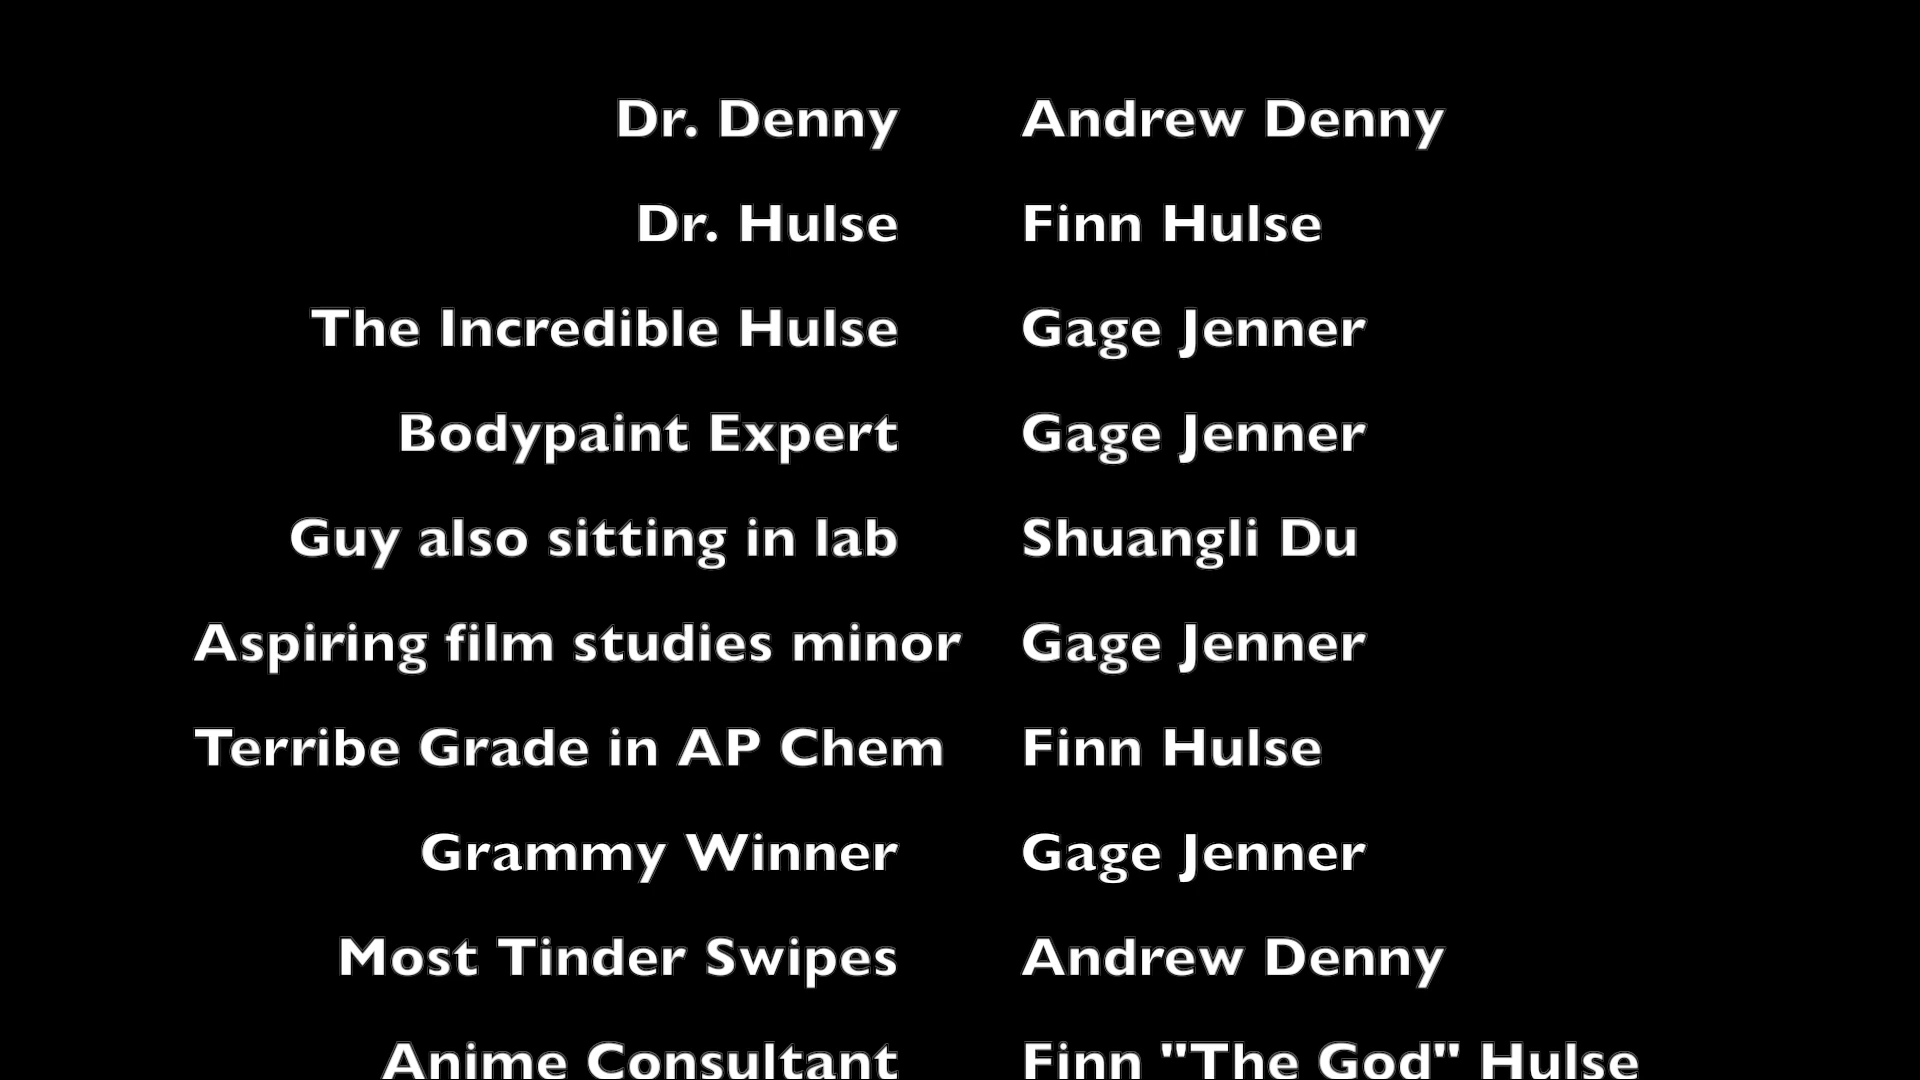 Dr. Denny Andrew Denny
Dr. Hulse Finn Hulse
The Incredible Hulse Gage Jenner
Bodypaint Expert Gage Jenner
Guy also sitting in lab Shuangli Du
Aspiring film studies minor Gage Jenner
Terribe Grade in AP Chem Finn Hulse
Grammy Winner Gage Jenner
Most Tinder Swipes Andrew Denny
Anime Consultant Finn "The God" Hulse